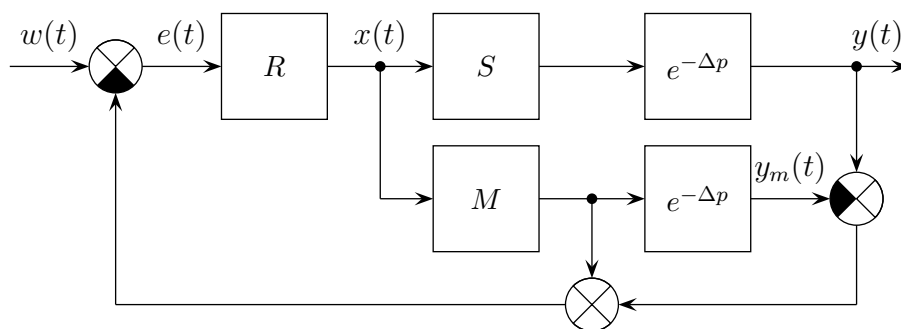 w(t) e(t) x(t) y(t)
R S e^{-Δp}
y_m(t)
M e^{-Δp}